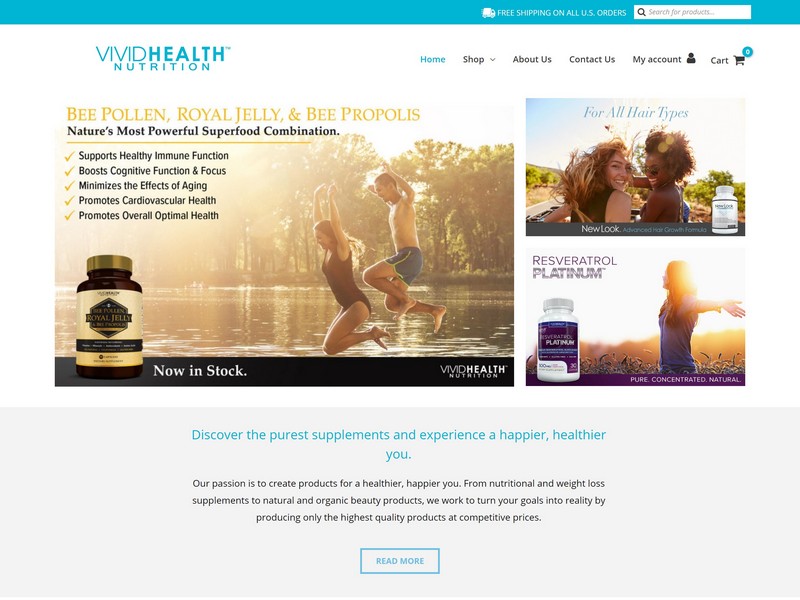 FREE SHIPPING ON ALL U.S. ORDERS
Search for products...
VIVIDHEALTH™
NUTRITION
Home
Shop
About Us
Contact Us
My account
Cart
0
BEE POLLEN, ROYAL JELLY, & BEE PROPOLIS
Nature's Most Powerful Superfood Combination.
Supports Healthy Immune Function
Boosts Cognitive Function & Focus
Minimizes the Effects of Aging
Promotes Cardiovascular Health
Promotes Overall Optimal Health
VIVIDHEALTH
BEE POLLEN,
ROYAL JELLY
& BEE PROPOLIS
Now in Stock.
VIVIDHEALTH™
NUTRITION
For All Hair Types
New Look
New Look. Advanced Hair Growth Formula
RESVERATROL
PLATINUM™
RESVERATROL
PLATINUM
PURE. CONCENTRATED. NATURAL.
Discover the purest supplements and experience a happier, healthier
you.
Our passion is to create products for a healthier, happier you. From nutritional and weight loss
supplements to natural and organic beauty products, we work to turn your goals into reality by
producing only the highest quality products at competitive prices.
READ MORE